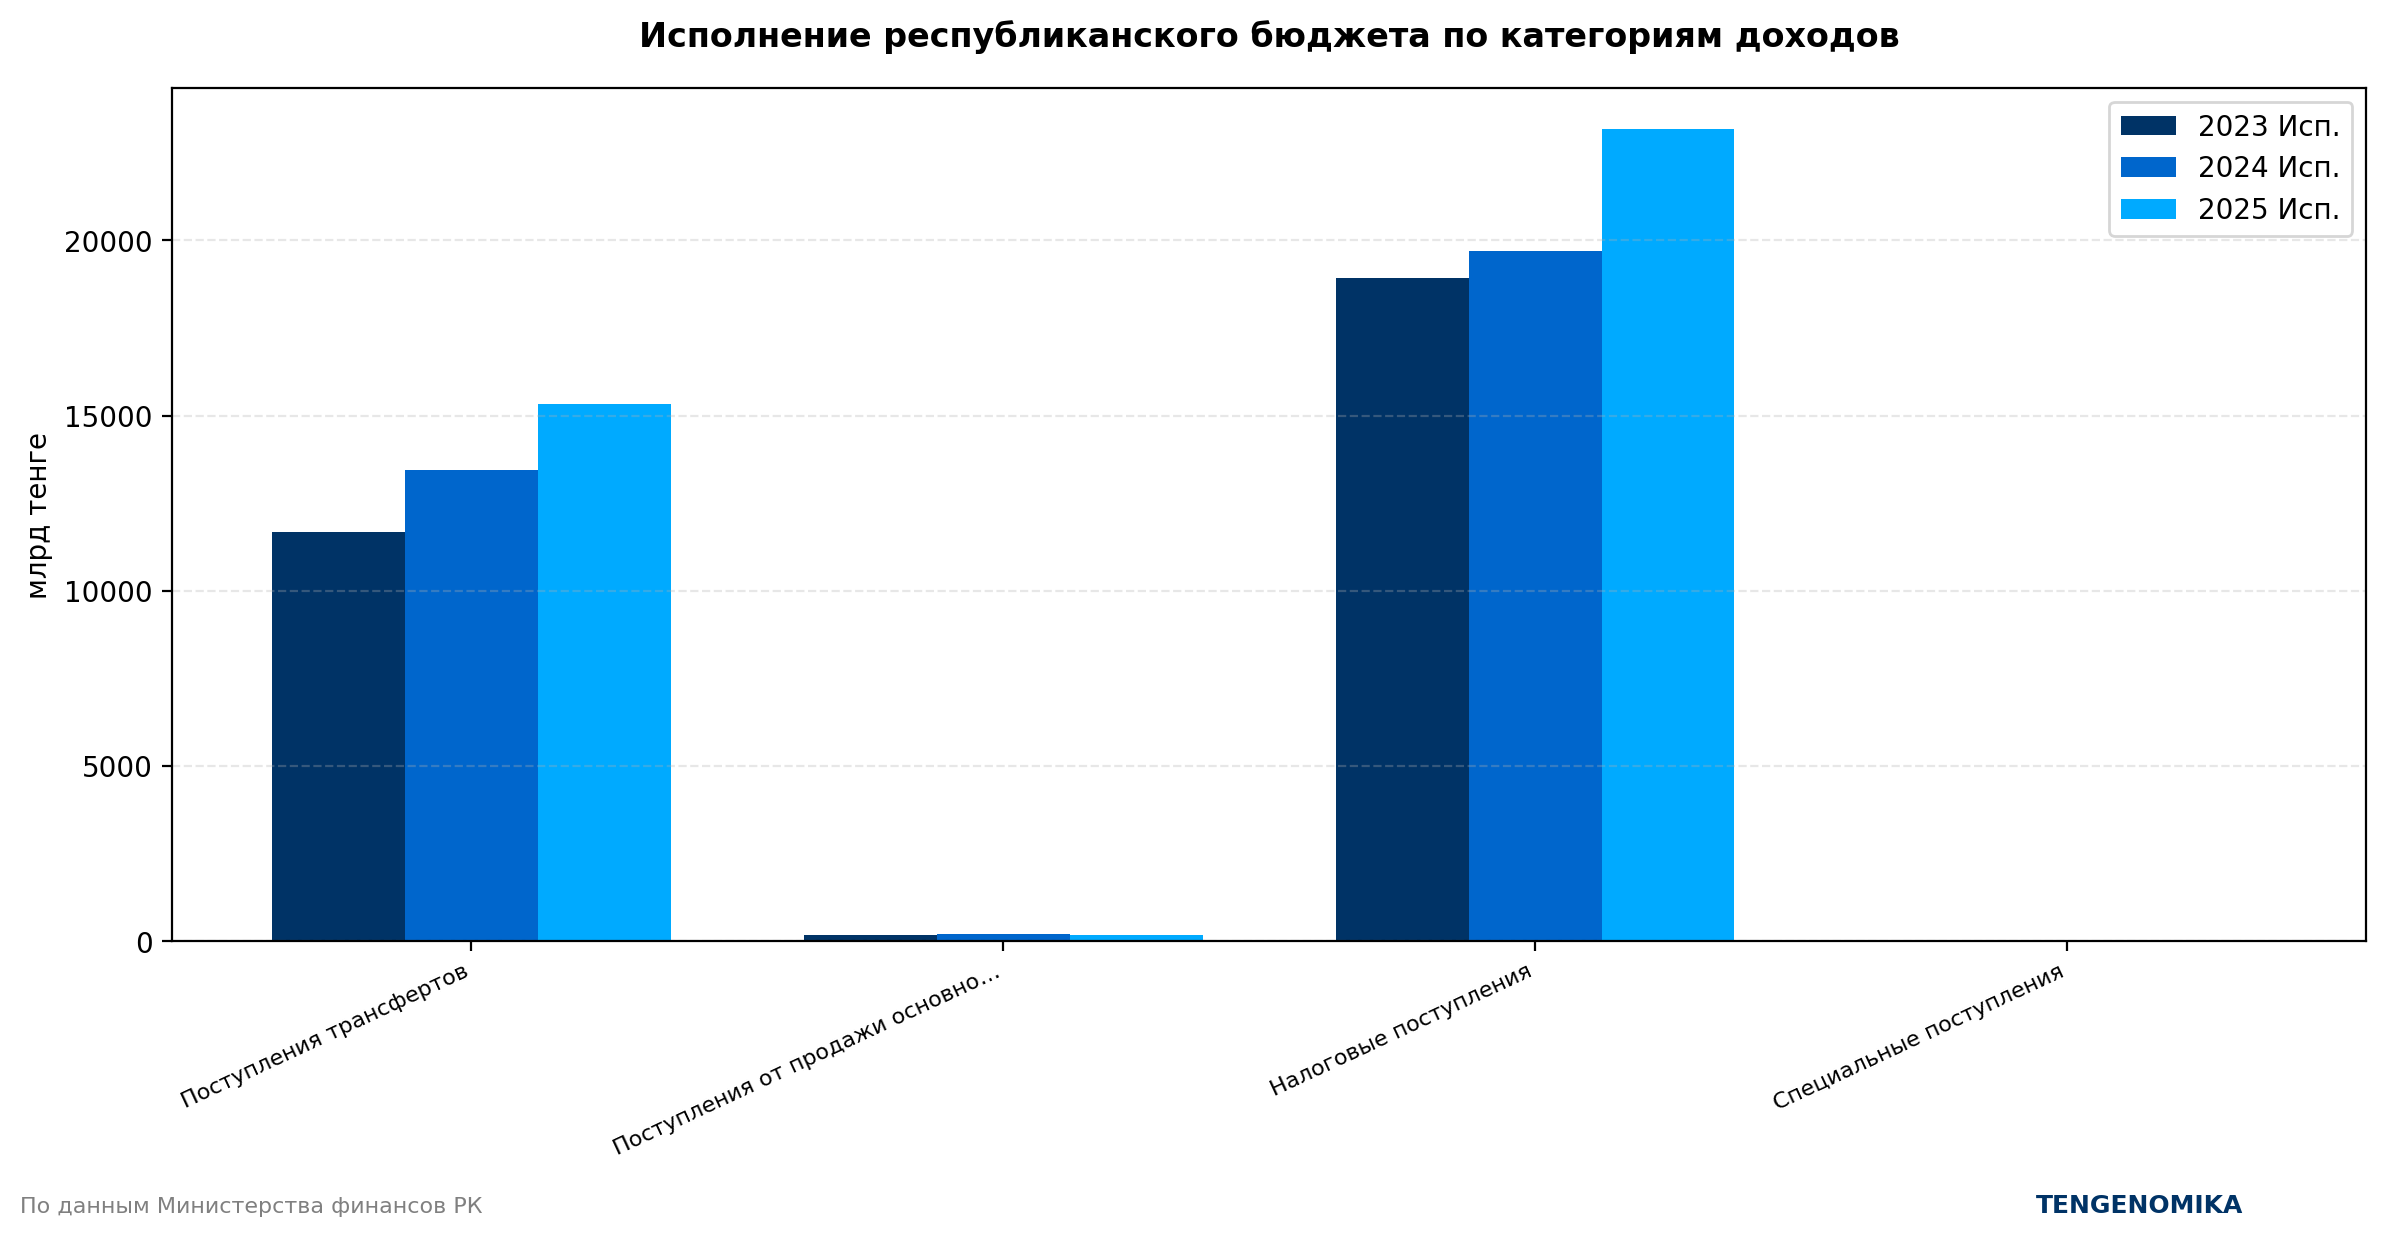 Исполнение республиканского бюджета по категориям доходов
2023 Исп.
2024 Исп.
2025 Исп.
млрд тенге
20000
15000
10000
5000
0
Поступления трансфертов
Поступления от продажи основно...
Налоговые поступления
Специальные поступления
По данным Министерства финансов РК
TENGENOMIKA